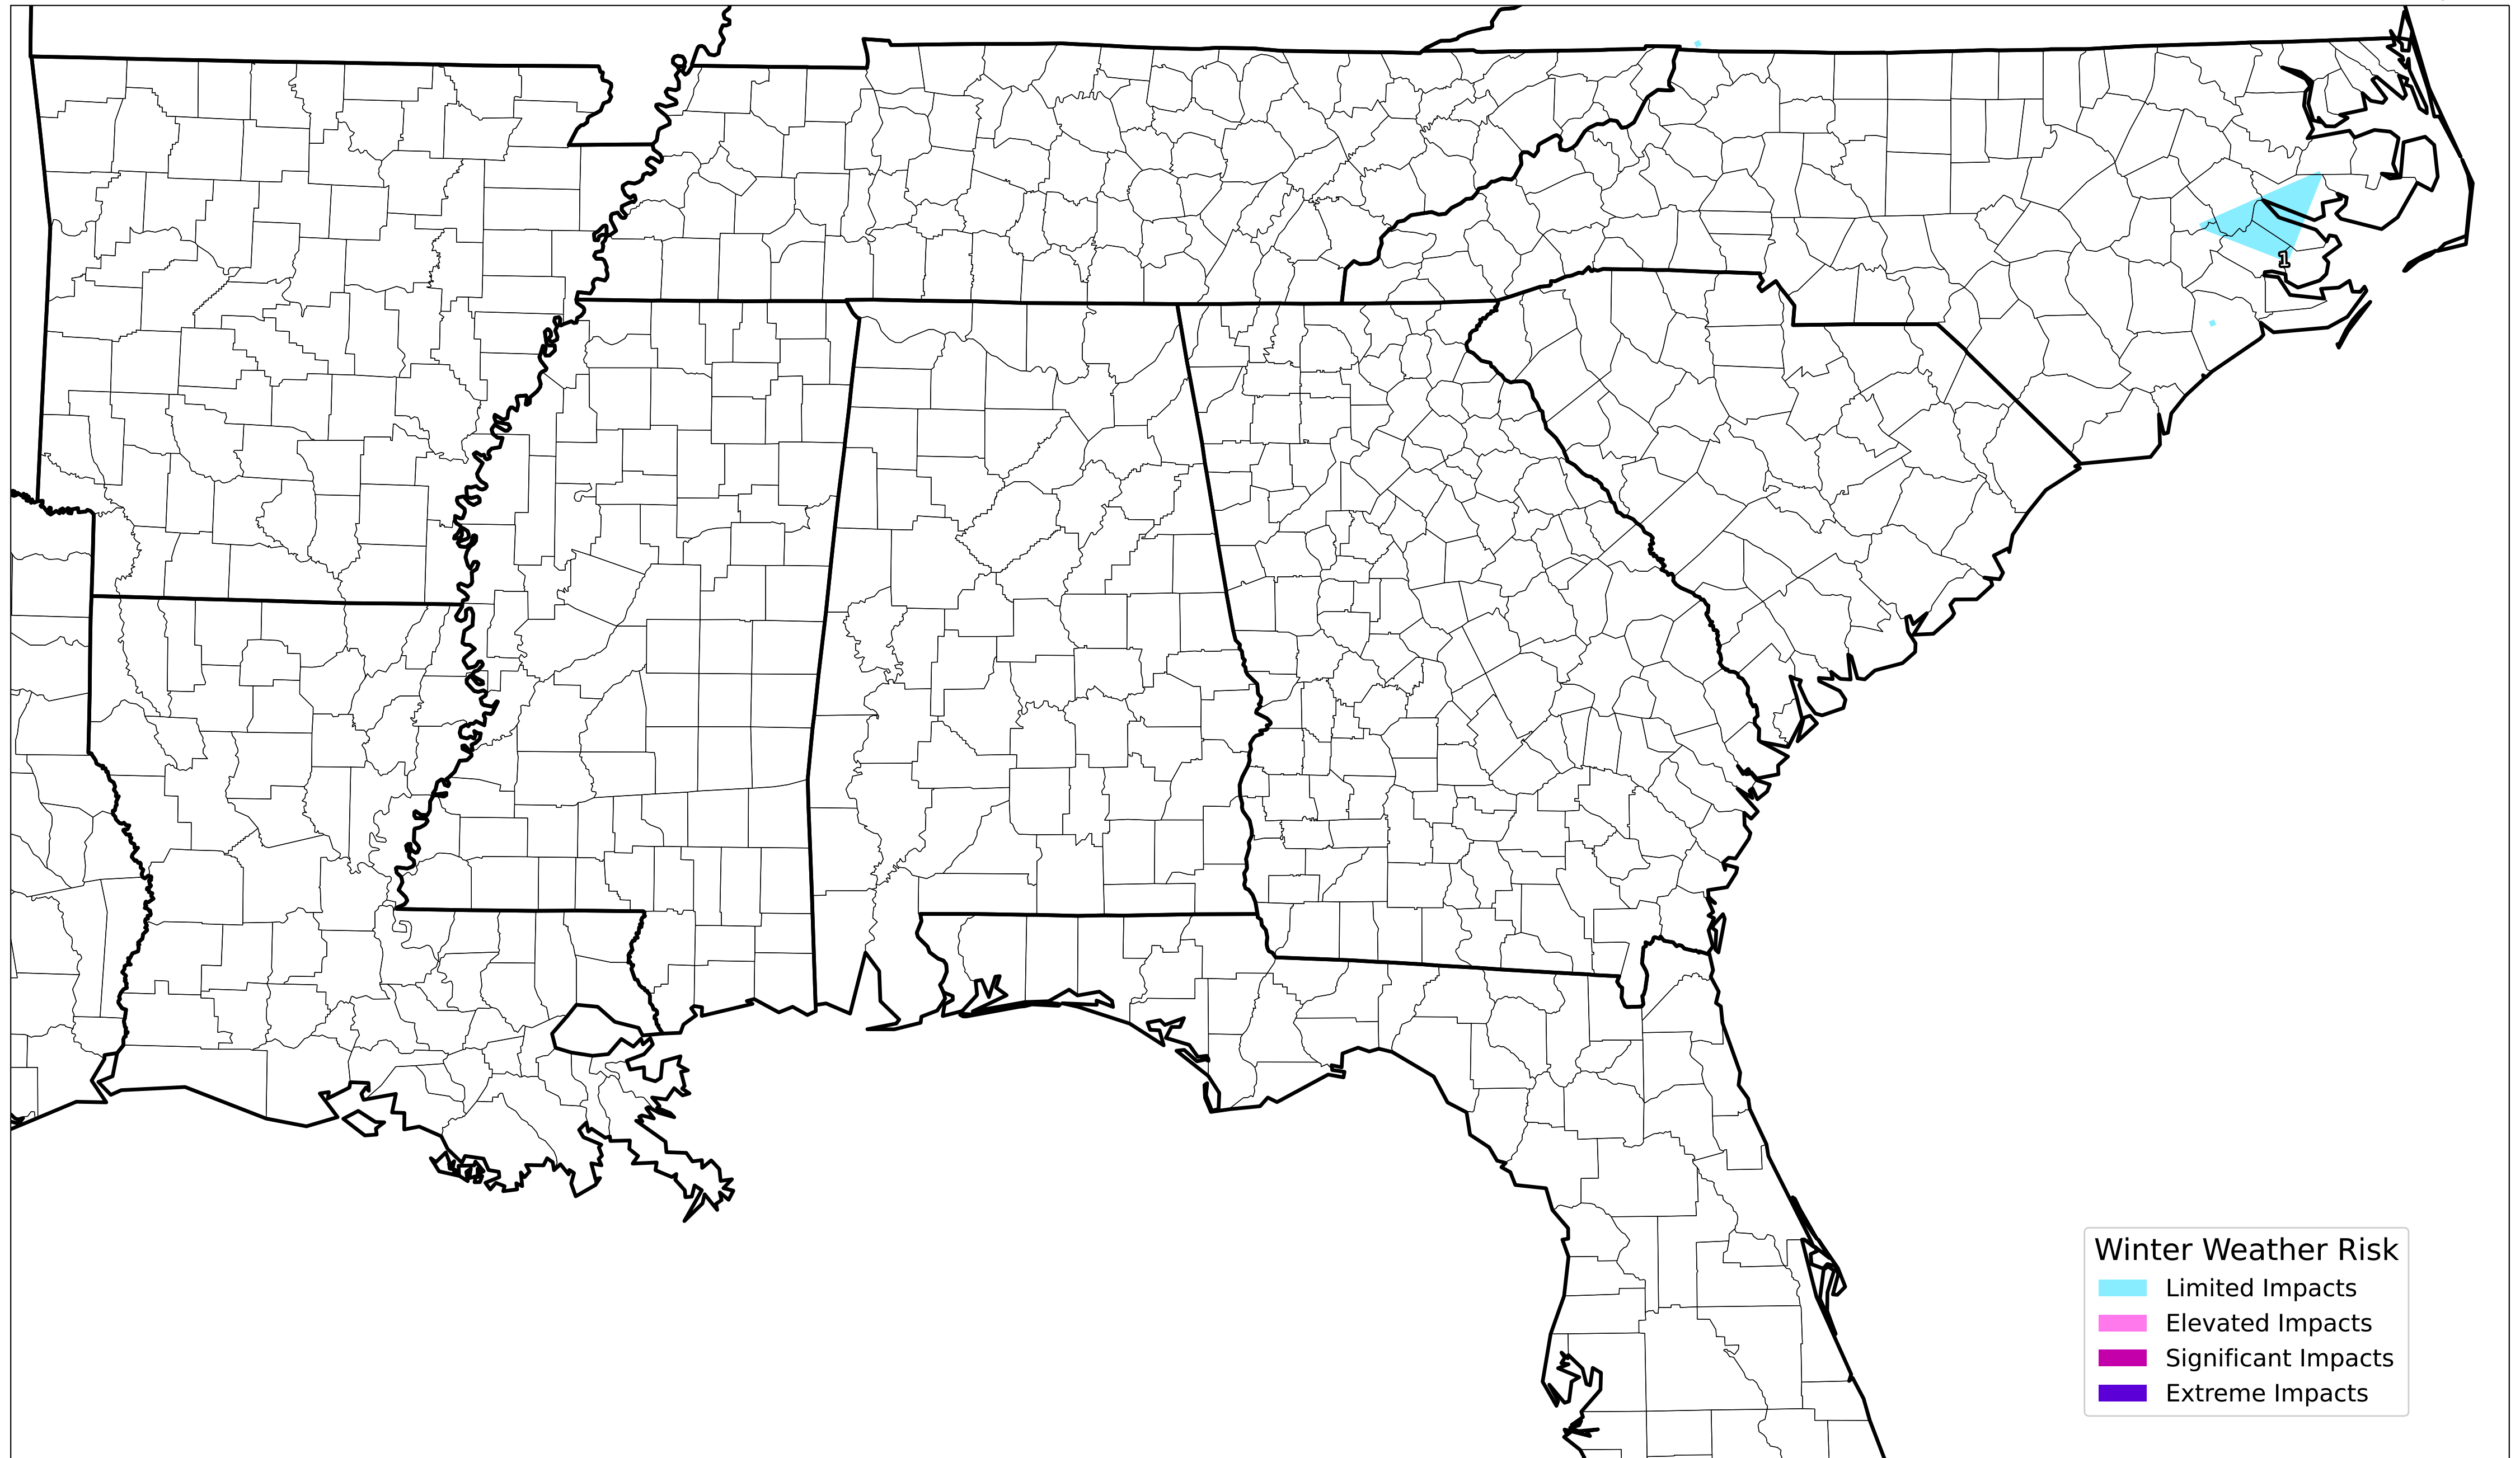 1
Winter Weather Risk
Limited Impacts
Elevated Impacts
Significant Impacts
Extreme Impacts